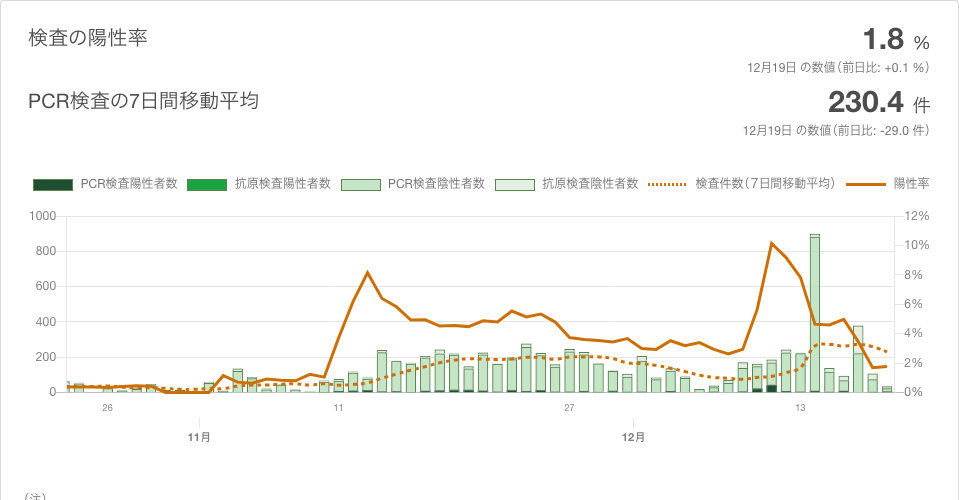 検査の陽性率
1.8 %
12月19日 の数値（前日比: +0.1 %）
PCR検査の7日間移動平均
230.4 件
12月19日 の数値（前日比: -29.0 件）
PCR検査陽性者数 抗原検査陽性者数 PCR検査陰性者数 抗原検査陰性者数 検査件数（7日間移動平均） 陽性率
1000 12%
10%
800
8%
600
6%
400
4%
200
2%
0 0%
26 11 27 13
11月 12月
（注）